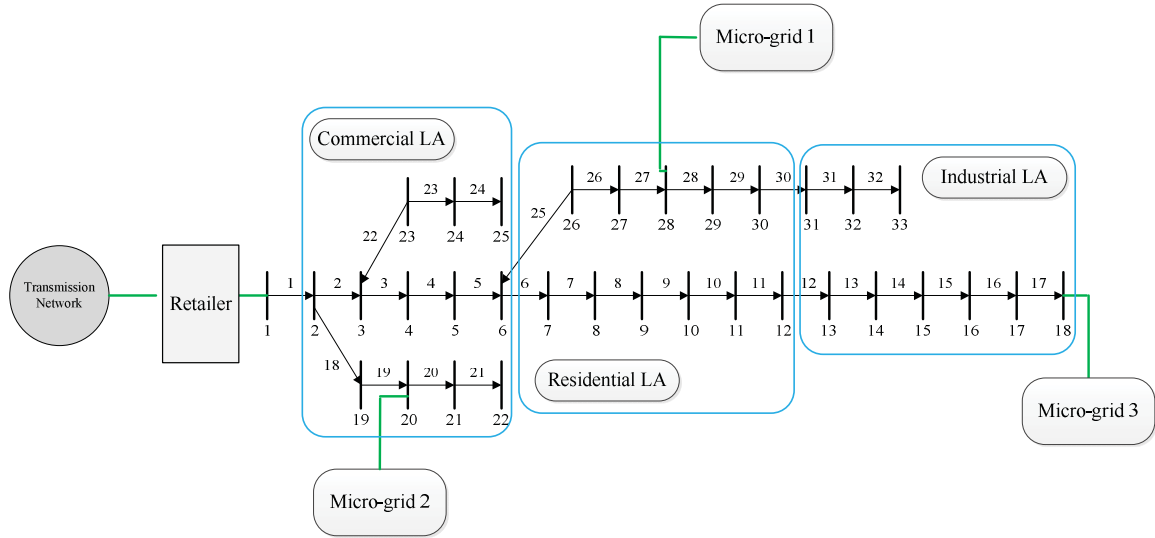 Micro-grid 1
Commercial LA
Industrial LA
23 24
26 27 28 29 30 31 32
22
23 24 25
25
26 27 28 29 30 31 32 33
Transmission
Network
Retailer
1 2 3 4 5 6 7 8 9 10 11 12 13 14 15 16 17
1 2 3 4 5 6 7 8 9 10 11 12 13 14 15 16 17 18
18
19 20 21
19 20 21 22
Residential LA
Micro-grid 3
Micro-grid 2